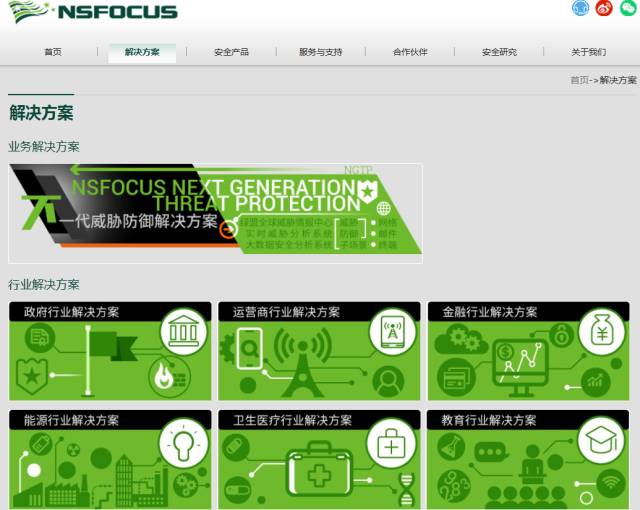 NSFOCUS
首页 解决方案 安全产品 服务与支持 合作伙伴 安全研究 关于我们
首页->解决方案
解决方案
业务解决方案
NGTP
NSFOCUS NEXT GENERATION
THREAT PROTECTION
下一代威胁防御解决方案
绿盟全球威胁情报中心 威胁 网络
实时威胁分析系统 防御 邮件
大数据安全分析系统 子场景 终端
行业解决方案
政府行业解决方案 运营商行业解决方案 金融行业解决方案
能源行业解决方案 卫生医疗行业解决方案 教育行业解决方案